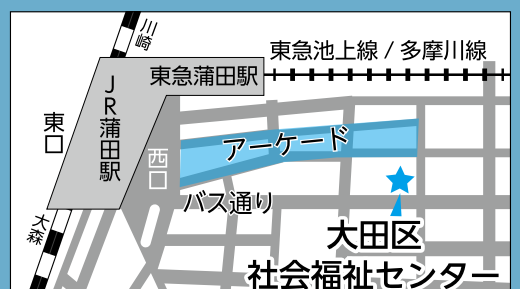 川崎
東急池上線 / 多摩川線
東急蒲田駅
JR蒲田駅
東口
西口
アーケード
バス通り
大森
大田区
社会福祉センター